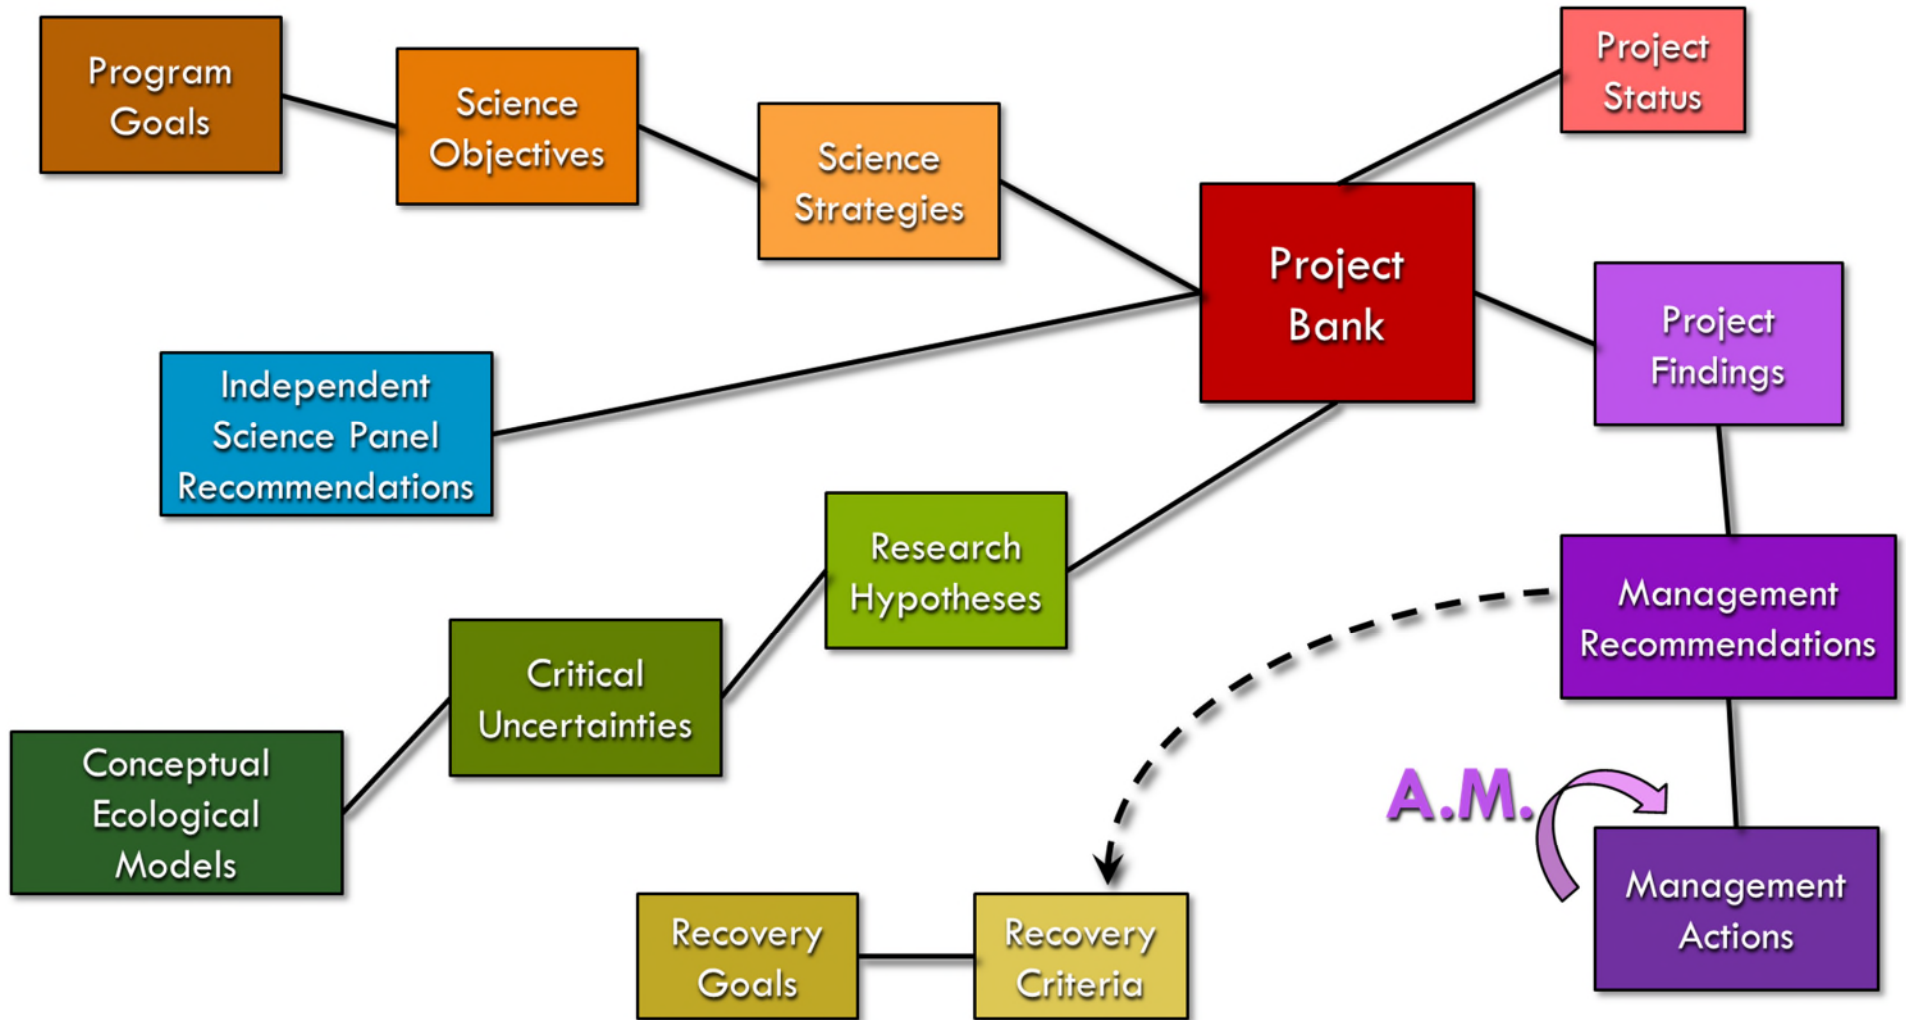 Program
Goals
Science
Objectives
Science
Strategies
Project
Status
Project
Bank
Project
Findings
Independent
Science Panel
Recommendations
Research
Hypotheses
Management
Recommendations
Critical
Uncertainties
Conceptual
Ecological
Models
A.M.
Management
Actions
Recovery
Goals
Recovery
Criteria